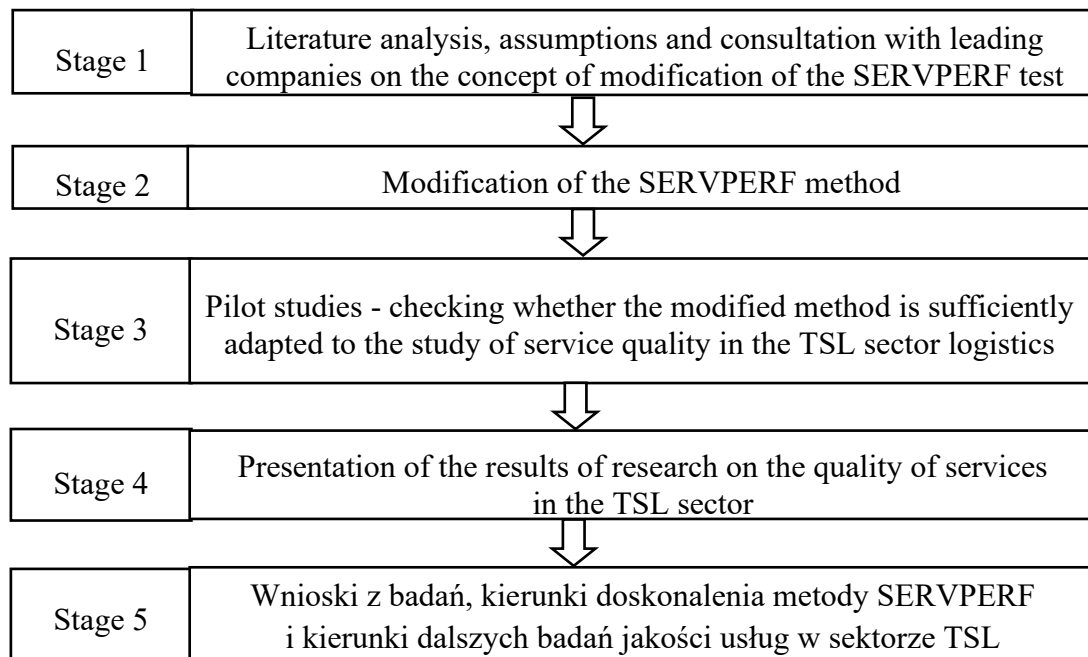 Stage 1
Literature analysis, assumptions and consultation with leading
companies on the concept of modification of the SERVPERF test
Stage 2
Modification of the SERVPERF method
Stage 3
Pilot studies - checking whether the modified method is sufficiently
adapted to the study of service quality in the TSL sector logistics
Stage 4
Presentation of the results of research on the quality of services
in the TSL sector
Stage 5
Wnioski z badań, kierunki doskonalenia metody SERVPERF
i kierunki dalszych badań jakości usług w sektorze TSL